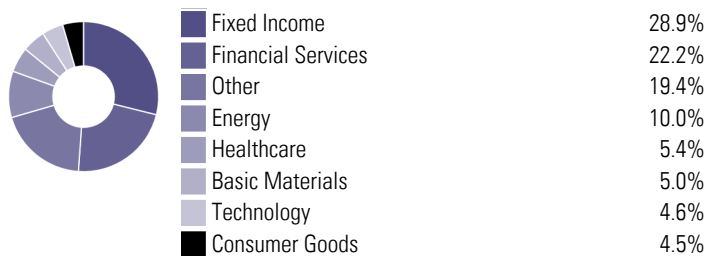 Fixed Income 28.9%
Financial Services 22.2%
Other 19.4%
Energy 10.0%
Healthcare 5.4%
Basic Materials 5.0%
Technology 4.6%
Consumer Goods 4.5%